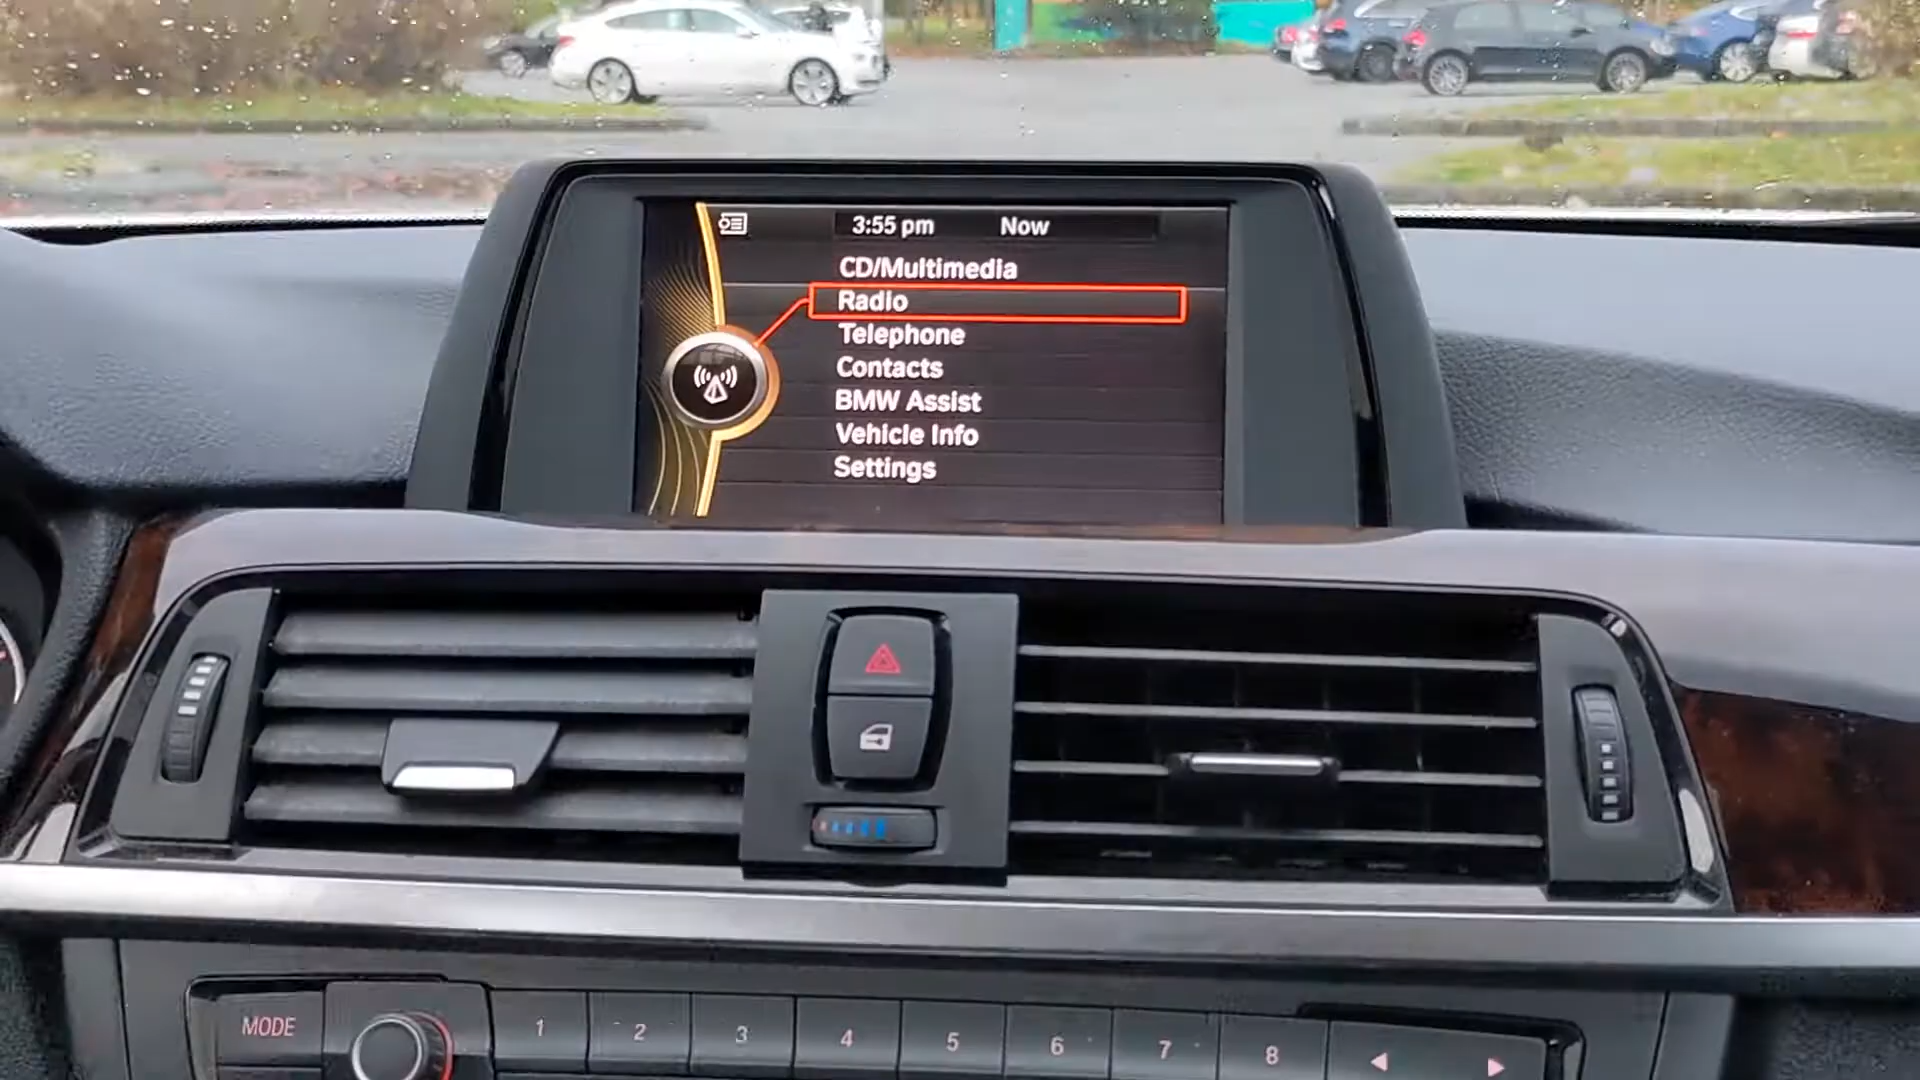 3:55 pm Now
CD/Multimedia
Radio
Telephone
Contacts
BMW Assist
Vehicle Info
Settings
MODE 1 2 3 4 5 6 7 8